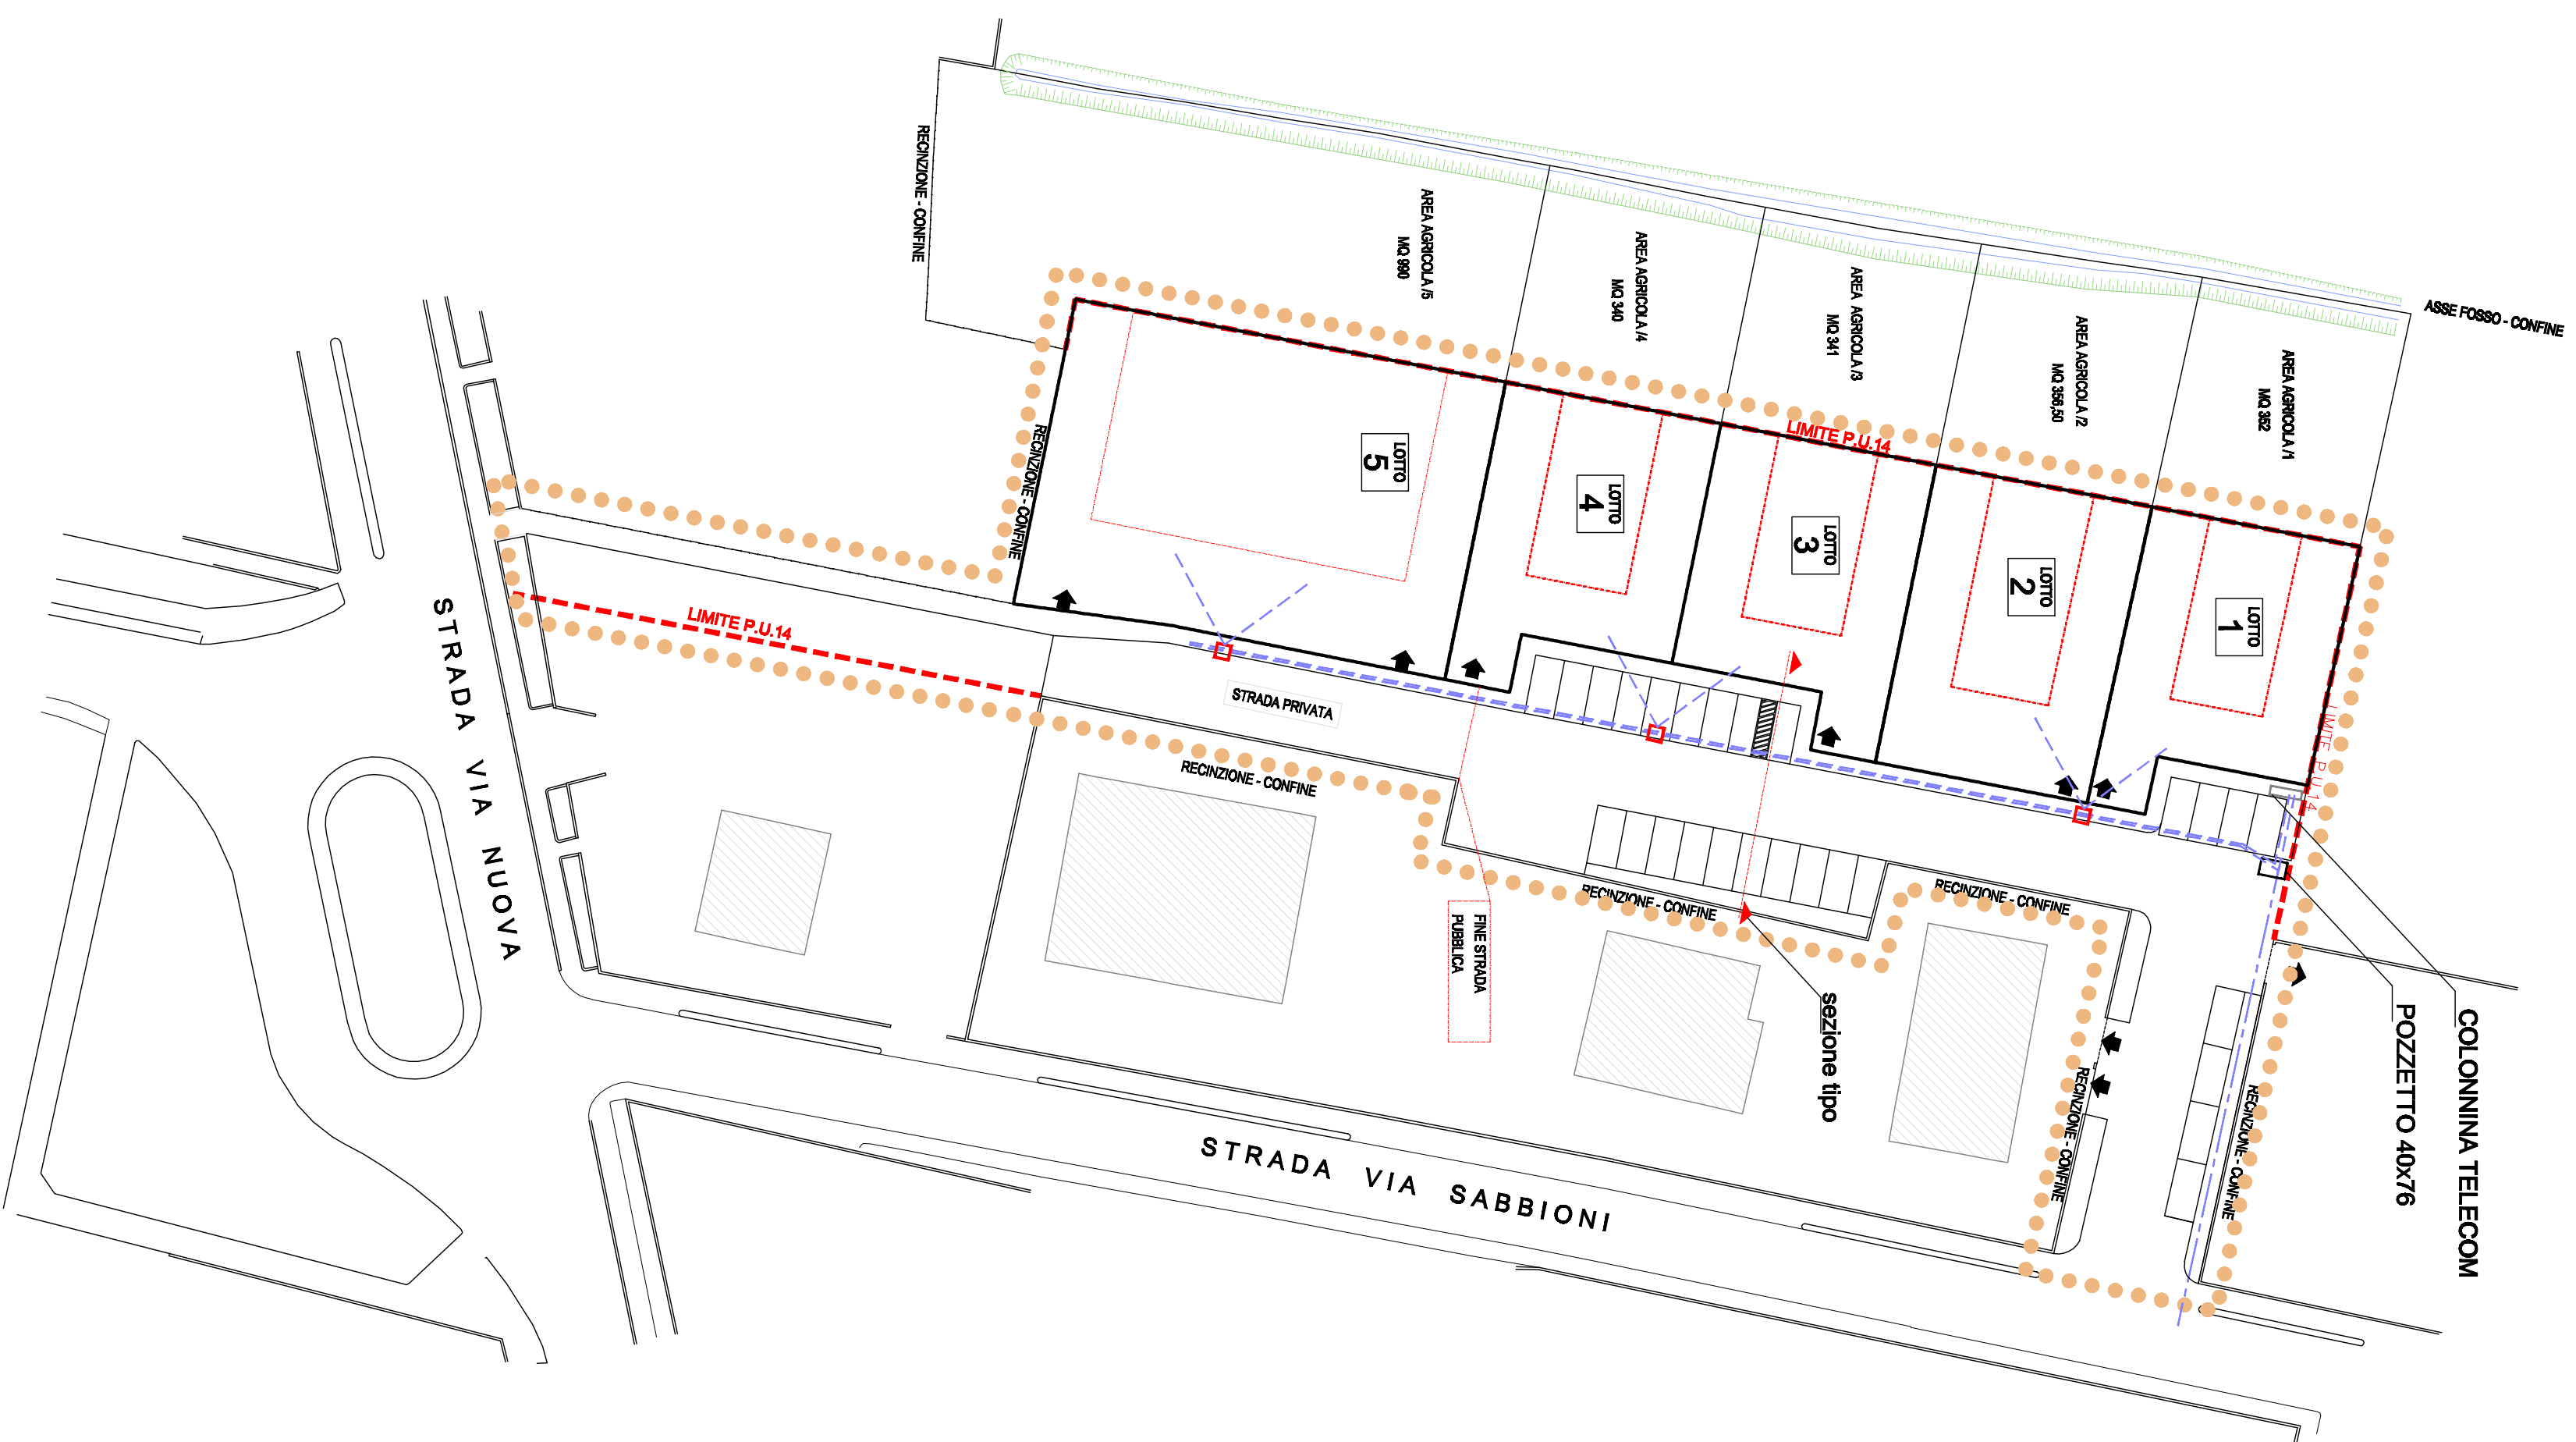 ASSE FOSSO - CONFINE
RECINZIONE - CONFINE
AREA AGRICOLA /5
MQ 990
AREA AGRICOLA /4
MQ 340
AREA AGRICOLA /3
MQ 341
AREA AGRICOLA /2
MQ 356,50
AREA AGRICOLA /1
MQ 352
LIMITE P.U.14
LOTTO
5
LOTTO
4
LOTTO
3
LOTTO
2
LOTTO
1
RECINZIONE - CONFINE
LIMITE P.U.14
LIMITE P.U.14
STRADA PRIVATA
RECINZIONE - CONFINE
RECINZIONE - CONFINE
RECINZIONE - CONFINE
FINE STRADA
PUBBLICA
sezione tipo
RECINZIONE - CONFINE
RECINZIONE - CONFINE
POZZETTO 40x76
COLONNINA TELECOM
STRADA VIA NUOVA
STRADA VIA SABBIONI